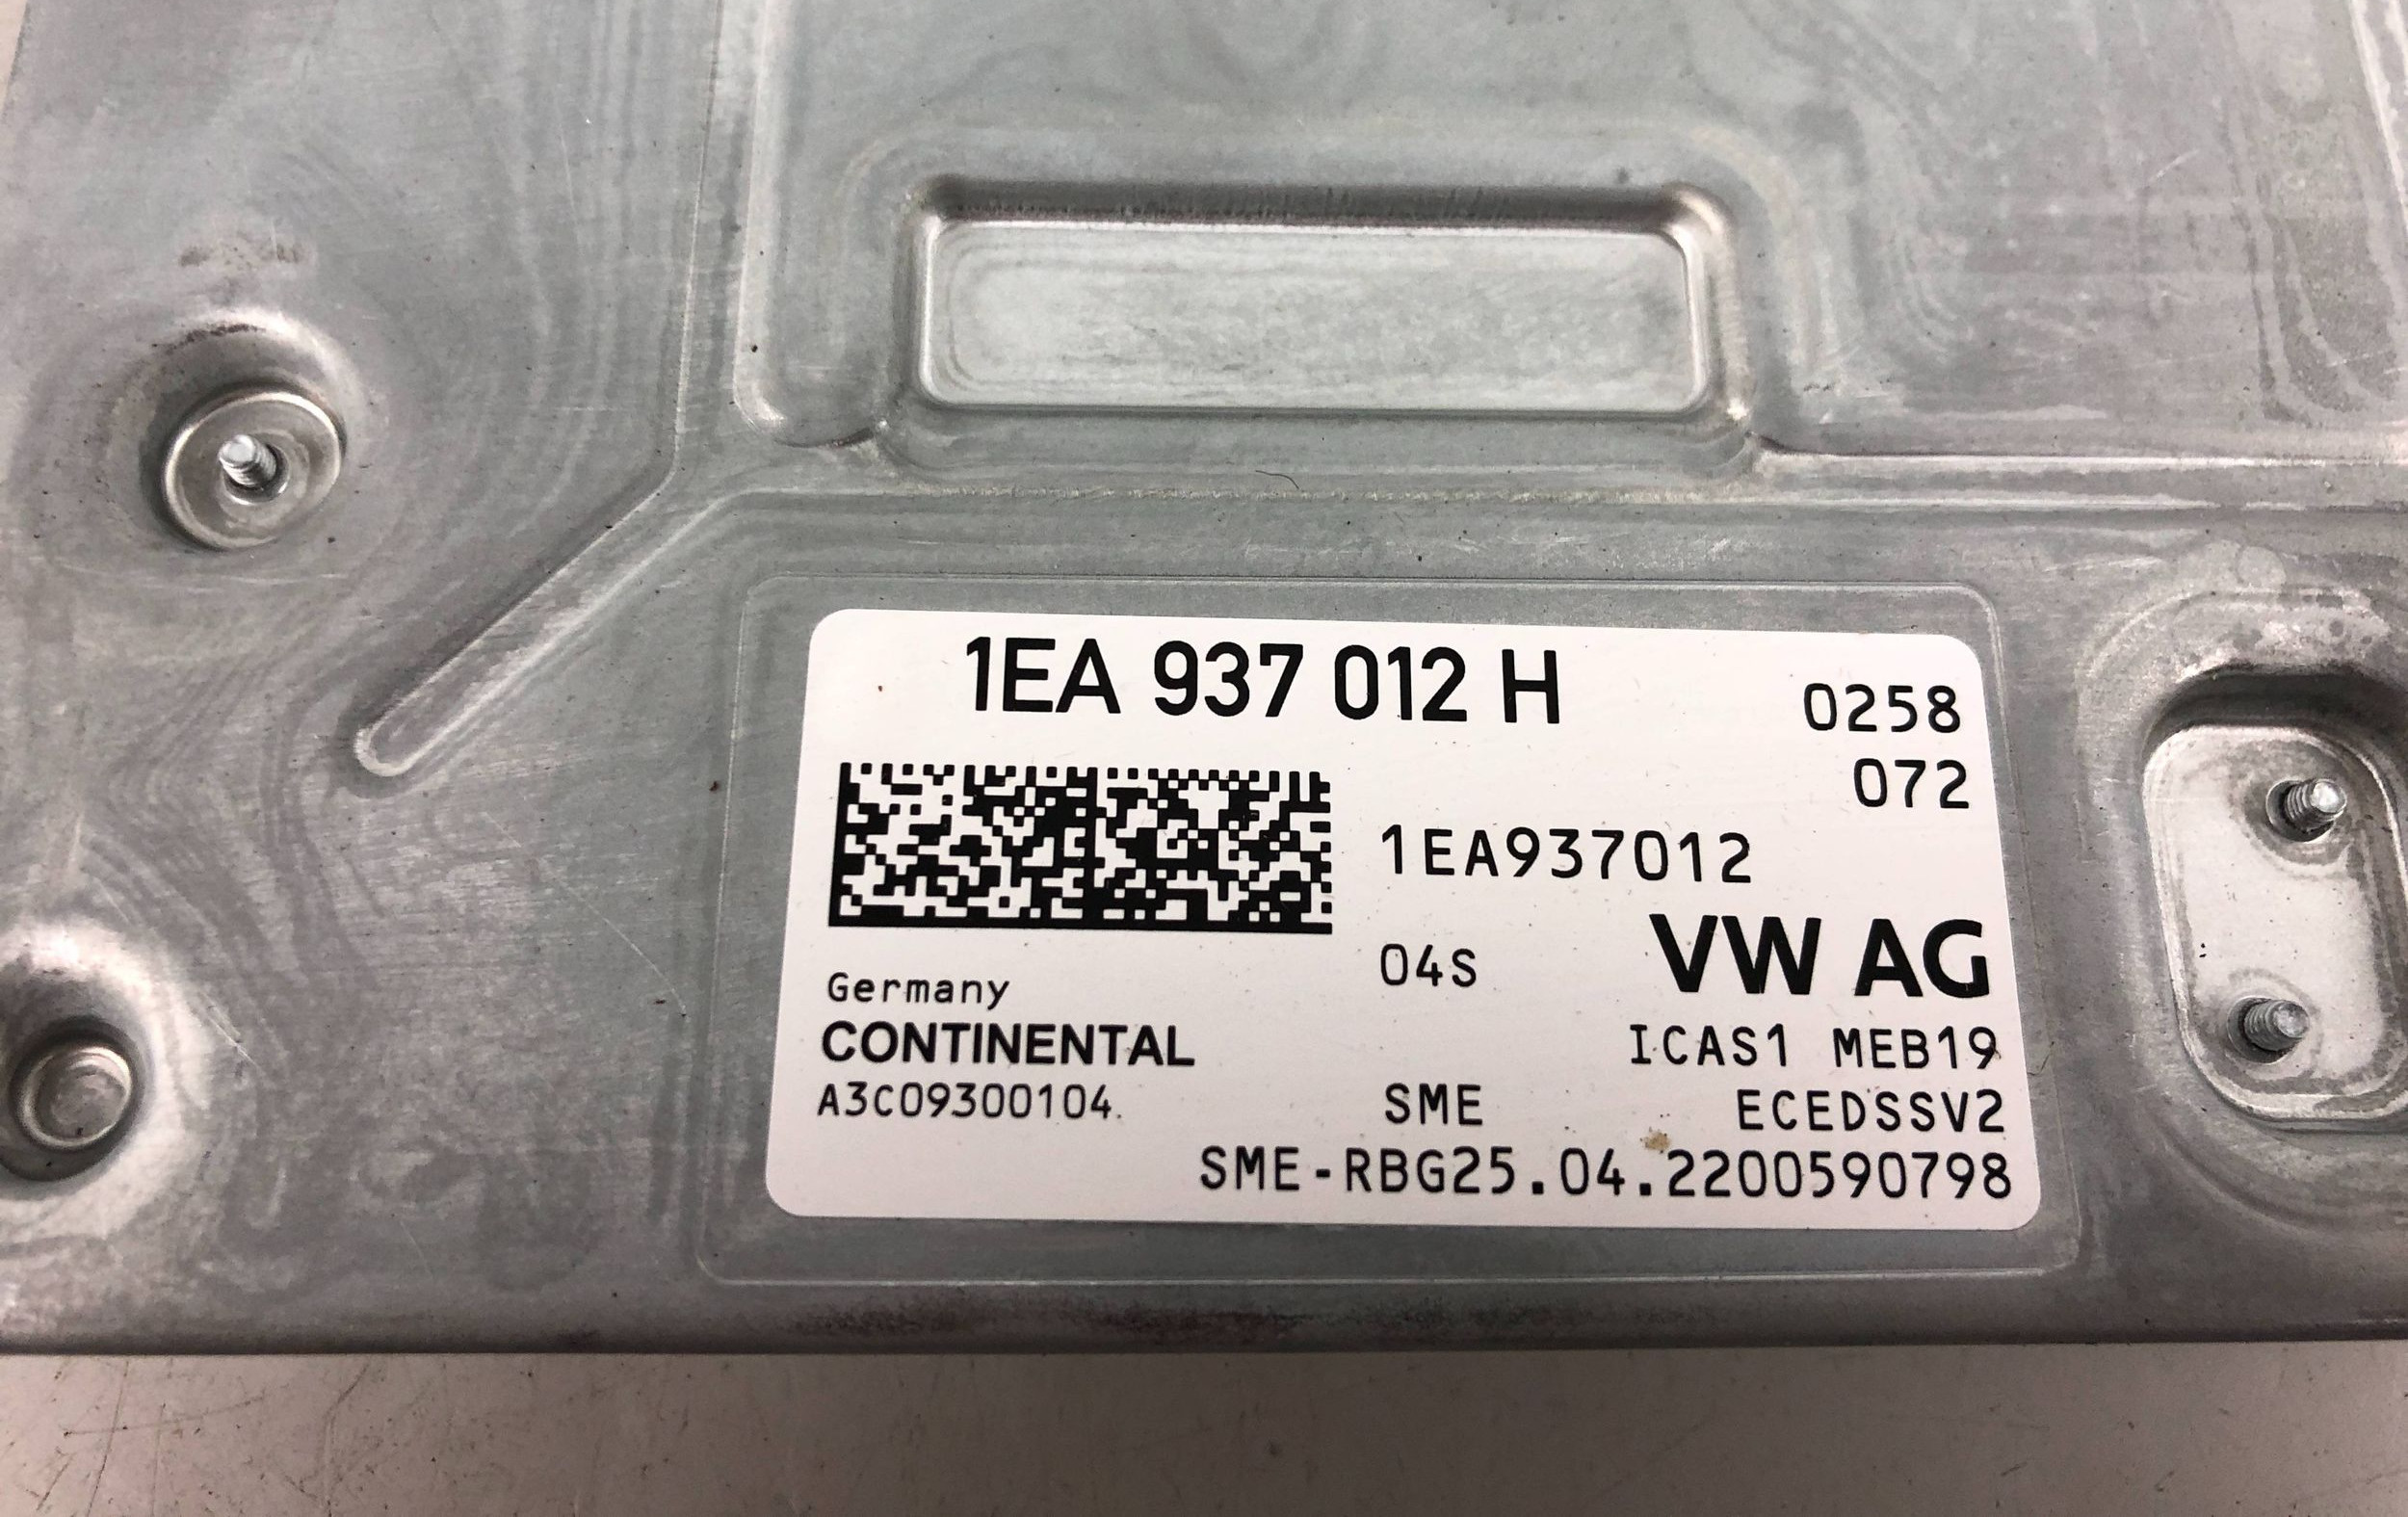 1EA 937 012 H
0258
072
1EA937012
04S
VW AG
Germany
CONTINENTAL
A3C09300104.
ICAS1 MEB19
SME
ECEDSSV2
SME-RBG25.04.2200590798